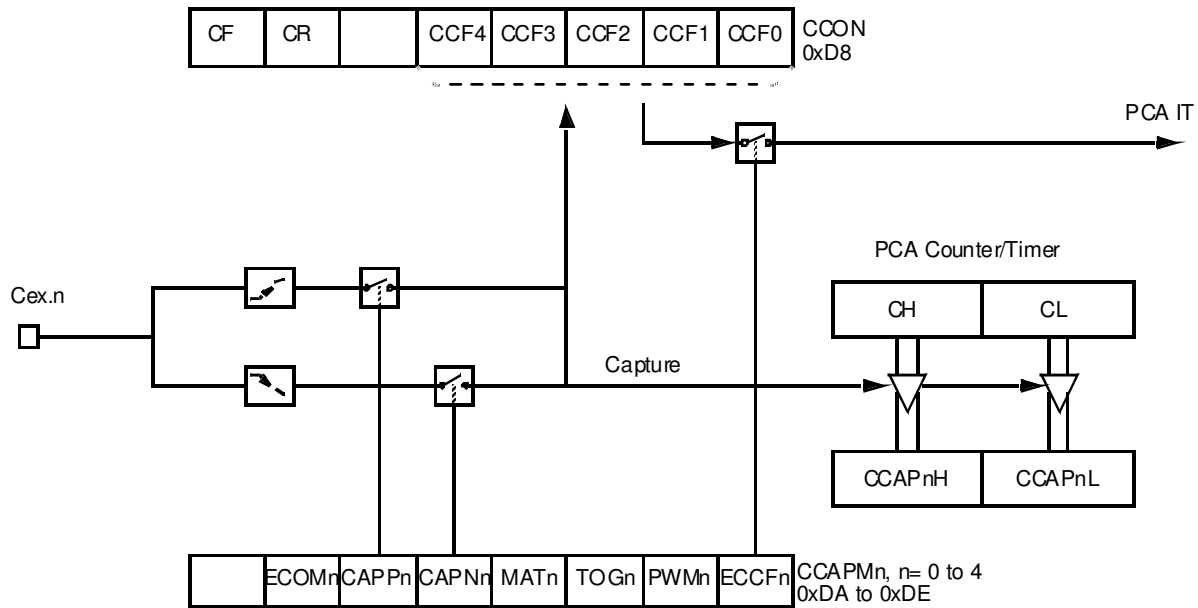 CF CR CCF4 CCF3 CCF2 CCF1 CCF0 CCON
0xD8
PCA IT
PCA Counter/Timer
Cex.n
CH CL
Capture
CCAPnH CCAPnL
ECOMn CAPPn CAPNn MATn TOGn PWMn ECCFn CCAPMn, n= 0 to 4
0xDA to 0xDE